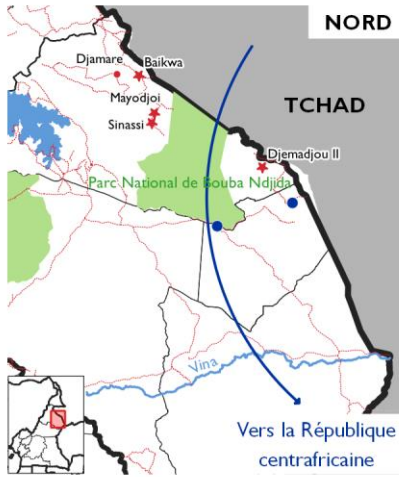 NORD
TCHAD
Djamare
Baikwa
Mayodjoi
Sinassi
Djemadjou II
Parc National de Bouba Ndjida
Vina
Vers la République
centrafricaine